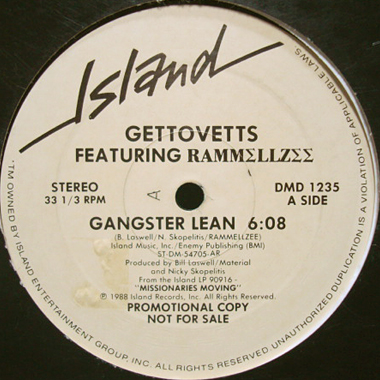 Island
GETTOVETTS
FEATURING RAMMΣLLZΣΣ
STEREO
33 1/3 RPM
A
DMD 1235
A SIDE
GANGSTER LEAN 6:08
(B. Laswell/N. Skopelitis/RAMMELLZEE)
Island Music, Inc./Enemy Publishing (BMI)
ST-DM-54705-AR
Produced by Bill Laswell/Material
and Nicky Skopelitis
From the Island LP 90916 -
"MISSIONARIES MOVING"
Ⓟ 1988 Island Records, Inc. All Rights Reserved.
PROMOTIONAL COPY
NOT FOR SALE
"TM OWNED BY ISLAND ENTERTAINMENT GROUP, INC. ALL RIGHTS RESERVED. UNAUTHORIZED DUPLICATION IS A VIOLATION OF APPLICABLE LAWS